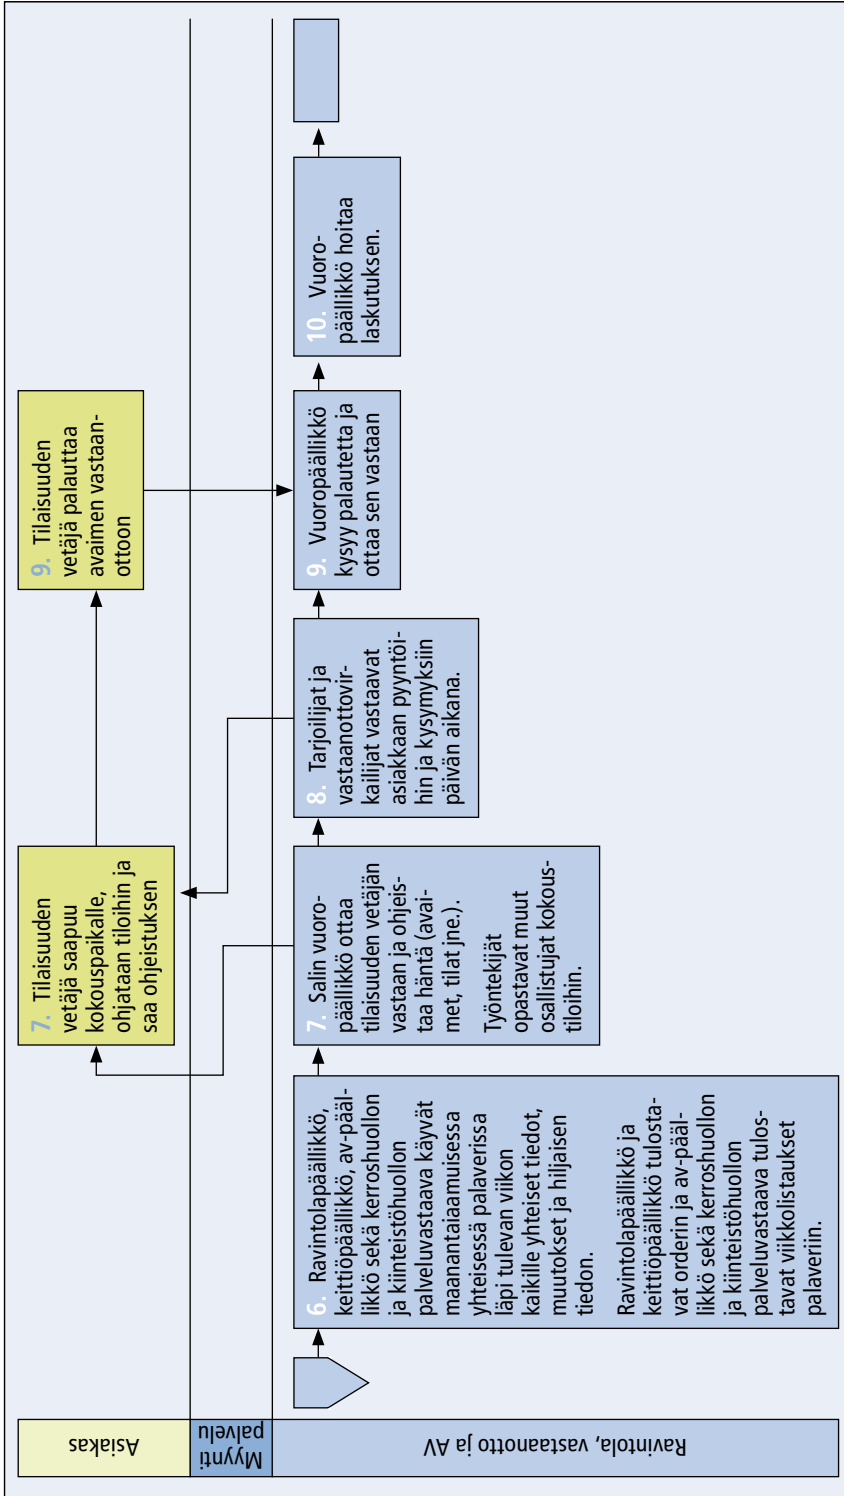 Asiakas
7. Tilaisuuden
vetäjä saapuu
kokouspaikalle,
ohjataan tiloihin ja
saa ohjeistuksen
9. Tilaisuuden
vetäjä palauttaa
avaimen vastaan-
ottoon
Myynti
palvelu
Ravintola, vastaanotto ja AV
6. Ravintolapäällikkö,
keittiöpäällikkö, av-pääl-
likkö sekä kerroshuollon
ja kiinteistöhuollon
palveluvastaava käyvät
maanantaiaamuisessa
yhteisessä palaverissa
läpi tulevan viikon
kaikille yhteiset tiedot,
muutokset ja hiljaisen
tiedon.
Ravintolapäällikkö ja
keittiöpäällikkö tulosta-
vat orderin ja av-pääl-
likkö sekä kerroshuollon
ja kiinteistöhuollon
palveluvastaava tulos-
tavat viikkolistaukset
palaveriin.
7. Salin vuoro-
päällikkö ottaa
tilaisuuden vetäjän
vastaan ja ohjeis-
taa häntä (avai-
met, tilat jne.).
Työntekijät
opastavat muut
osallistujat kokous-
tiloihin.
8. Tarjoilijat ja
vastaanottovir-
kailijat vastaavat
asiakkaan pyyntöi-
hin ja kysymyksiin
päivän aikana.
9. Vuoropäällikkö
kysyy palautetta ja
ottaa sen vastaan
10. Vuoro-
päällikkö hoitaa
laskutuksen.